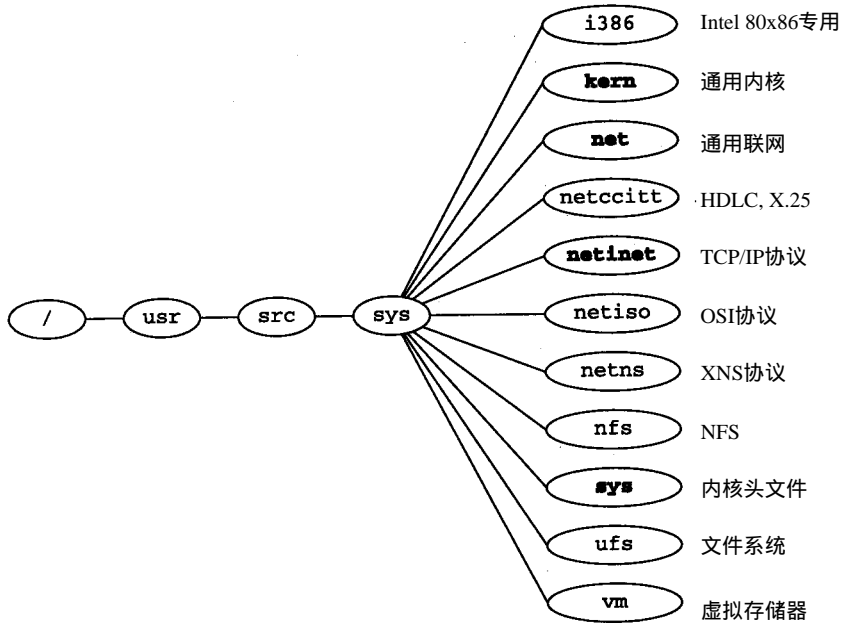 i386 Intel 80x86专用
kern 通用内核
net 通用联网
netccitt HDLC, X.25
netinet TCP/IP协议
/ usr src sys netiso OSI协议
netns XNS协议
nfs NFS
sys 内核头文件
ufs 文件系统
vm 虚拟存储器